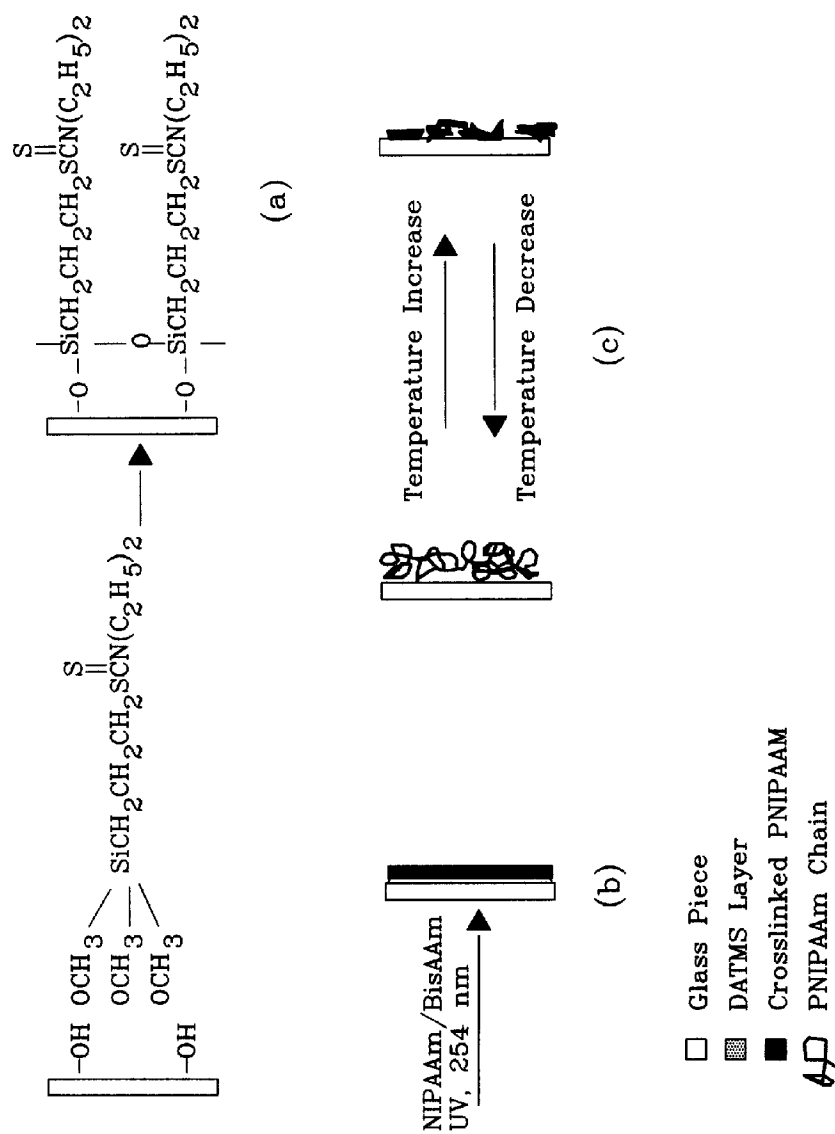 –OH
–OH
OCH3
OCH3
OCH3
S
SiCH2CH2CH2SCN(C2H5)2
–O–SiCH2CH2CH2SCN(C2H5)2
S
O
–O–SiCH2CH2CH2SCN(C2H5)2
S
(a)
NIPAAm/BisAAm
UV, 254 nm
(b)
Temperature Increase
Temperature Decrease
(c)
Glass Piece
DATMS Layer
Crosslinked PNIPAAM
PNIPAAm Chain